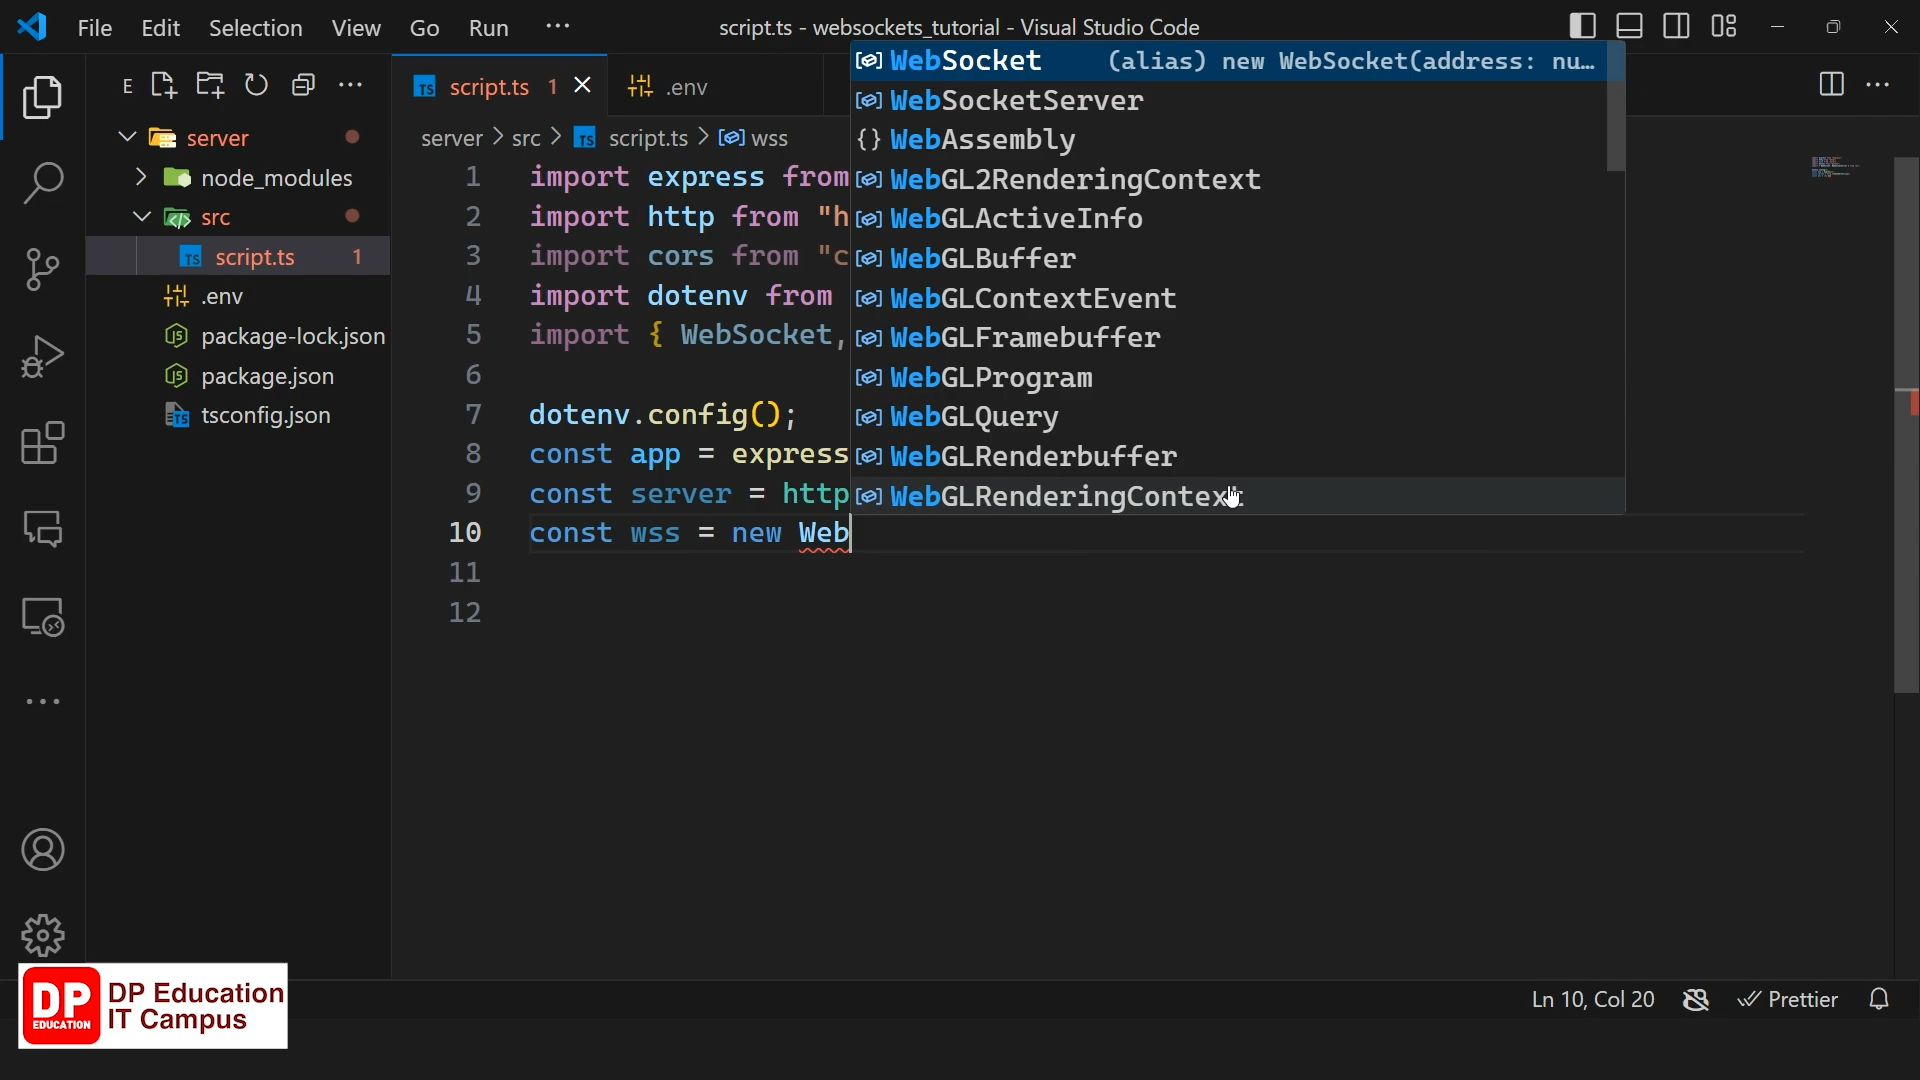 File Edit Selection View Go Run ···
script.ts - websockets_tutorial - Visual Studio Code
E
server
node_modules
src
script.ts 1
.env
package-lock.json
package.json
tsconfig.json
script.ts 1
.env
server > src > script.ts > wss
1 import express from
2 import http from "h
3 import cors from "c
4 import dotenv from
5 import { WebSocket,
6
7 dotenv.config();
8 const app = express
9 const server = http
10 const wss = new Web
11
12
WebSocket (alias) new WebSocket(address: nu…
WebSocketServer
WebAssembly
WebGL2RenderingContext
WebGLActiveInfo
WebGLBuffer
WebGLContextEvent
WebGLFramebuffer
WebGLProgram
WebGLQuery
WebGLRenderbuffer
WebGLRenderingContext
Ln 10, Col 20
Prettier
DP
EDUCATION
DP Education
IT Campus